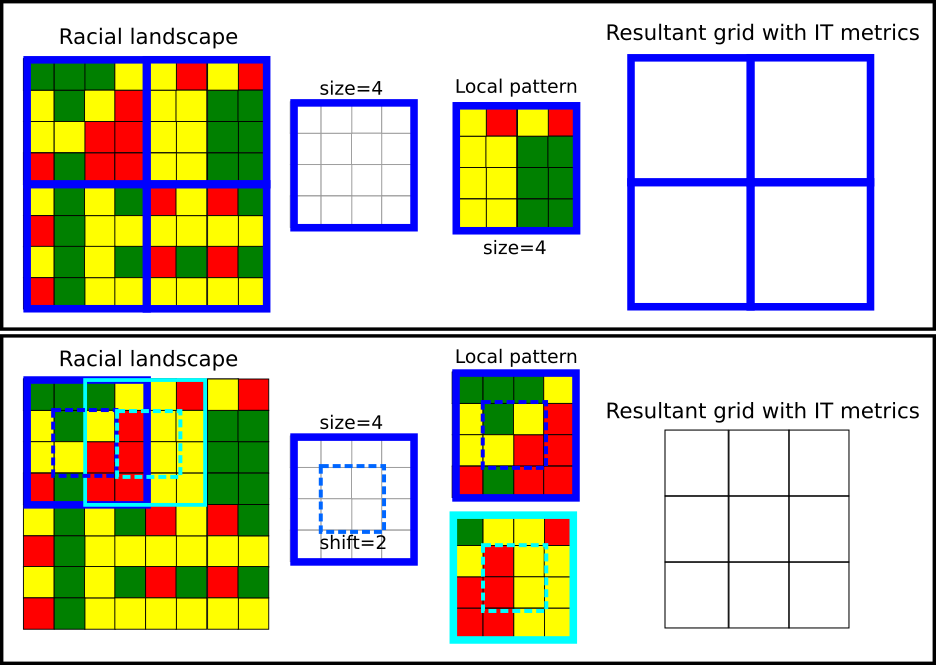 Racial landscape
size=4
Local pattern
size=4
Resultant grid with IT metrics
Racial landscape
size=4
shift=2
Local pattern
Resultant grid with IT metrics